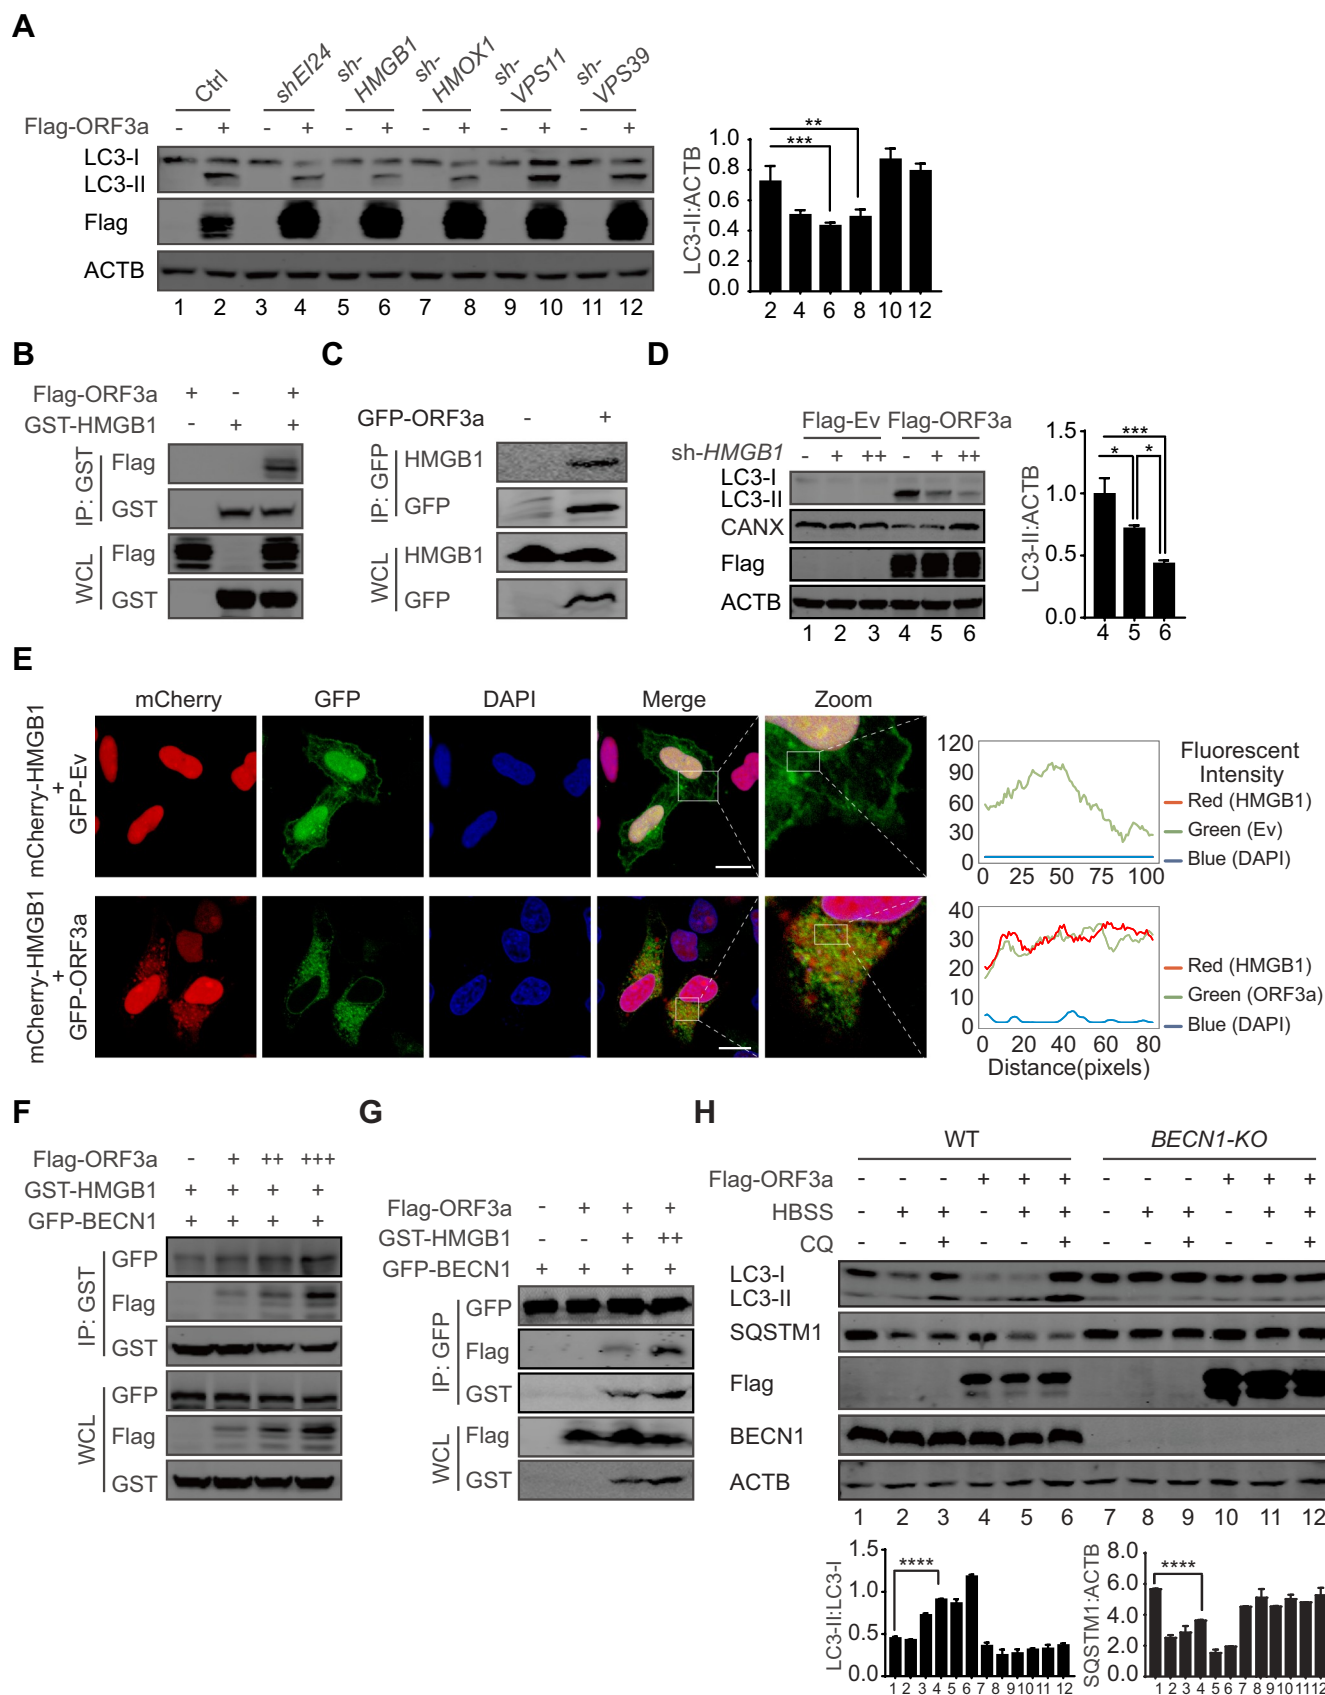 A
Ctrl
shEI24
sh-HMGB1
sh-HMOX1
sh-VPS11
sh-VPS39
Flag-ORF3a - + - + - + - + - + - +
LC3-I
LC3-II
Flag
ACTB
1 2 3 4 5 6 7 8 9 10 11 12
LC3-II:ACTB
1.0
0.8
0.6
0.4
0.2
0.0
** 
***
2 4 6 8 10 12
B
Flag-ORF3a + - +
GST-HMGB1 - + +
IP: GST
Flag
GST
WCL
Flag
GST
C
GFP-ORF3a - +
IP: GFP
HMGB1
GFP
WCL
HMGB1
GFP
D
Flag-Ev Flag-ORF3a
sh-HMGB1 - + ++ - + ++
LC3-I
LC3-II
CANX
Flag
ACTB
1 2 3 4 5 6
LC3-II:ACTB
1.5
1.0
0.5
0.0
***
* *
4 5 6
E
mCherry GFP DAPI Merge Zoom
mCherry-HMGB1
+
GFP-Ev
120
90
60
30
0
0 25 50 75 100
Fluorescent
Intensity
Red (HMGB1)
Green (Ev)
Blue (DAPI)
mCherry-HMGB1
+
GFP-ORF3a
40
30
20
10
0
0 20 40 60 80
Distance(pixels)
Red (HMGB1)
Green (ORF3a)
Blue (DAPI)
F
Flag-ORF3a - + ++ +++
GST-HMGB1 + + + +
GFP-BECN1 + + + +
IP: GST
GFP
Flag
GST
WCL
GFP
Flag
GST
G
Flag-ORF3a - + + +
GST-HMGB1 - - + ++
GFP-BECN1 + + + +
IP: GFP
GFP
Flag
GST
WCL
Flag
GST
H
WT BECN1-KO
Flag-ORF3a - - - + + + - - - + + +
HBSS - + + - + + - + + - + +
CQ - - + - - + - - + - - +
LC3-I
LC3-II
SQSTM1
Flag
BECN1
ACTB
1 2 3 4 5 6 7 8 9 10 11 12
LC3-II:LC3-I
1.5
1.0
0.5
0.0
****
1 2 3 4 5 6 7 8 9 10 11 12
SQSTM1:ACTB
8.0
6.0
4.0
2.0
0.0
****
1 2 3 4 5 6 7 8 9 10 11 12